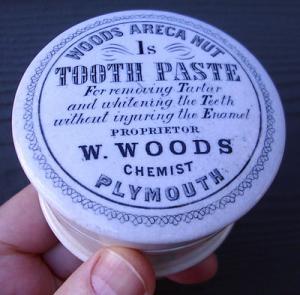 WOODS ARECA NUT
1s
TOOTH PASTE
For removing Tartar
and whitening the Teeth
without injuring the Enamel
PROPRIETOR
W. WOODS
CHEMIST
PLYMOUTH